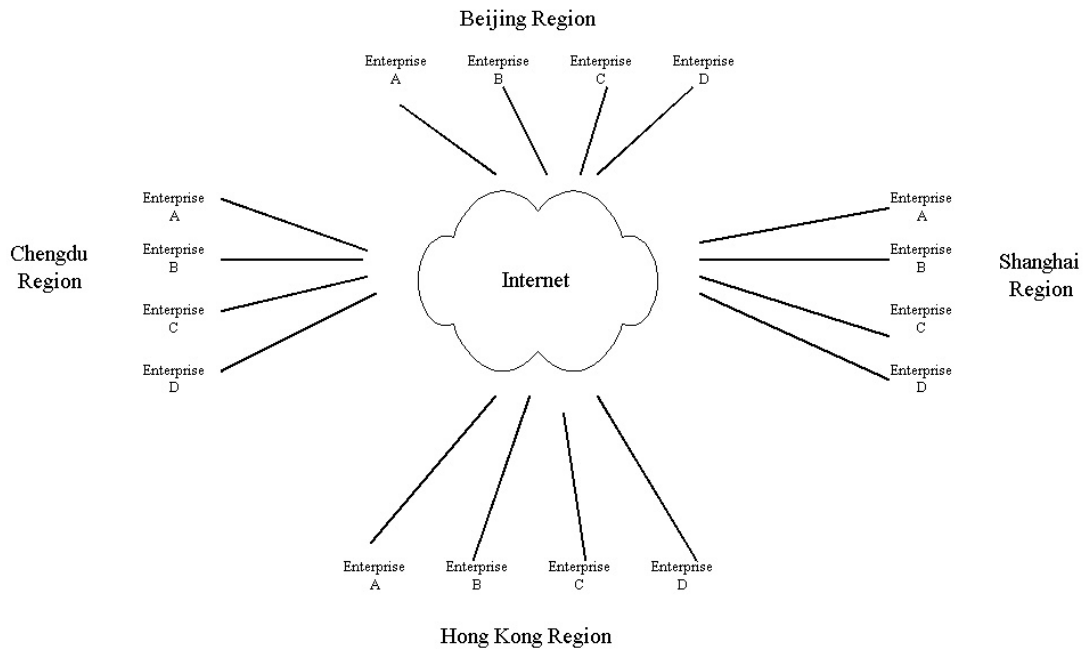 Beijing Region
Enterprise
A
Enterprise
B
Enterprise
C
Enterprise
D
Chengdu
Region
Enterprise
A
Enterprise
B
Enterprise
C
Enterprise
D
Internet
Enterprise
A
Enterprise
B
Enterprise
C
Enterprise
D
Shanghai
Region
Enterprise
A
Enterprise
B
Enterprise
C
Enterprise
D
Hong Kong Region